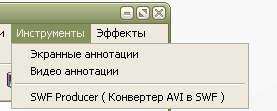 и Инструменты Эффекты
Экранные аннотации
Видео аннотации
SWF Producer ( Конвертер AVI в SWF )